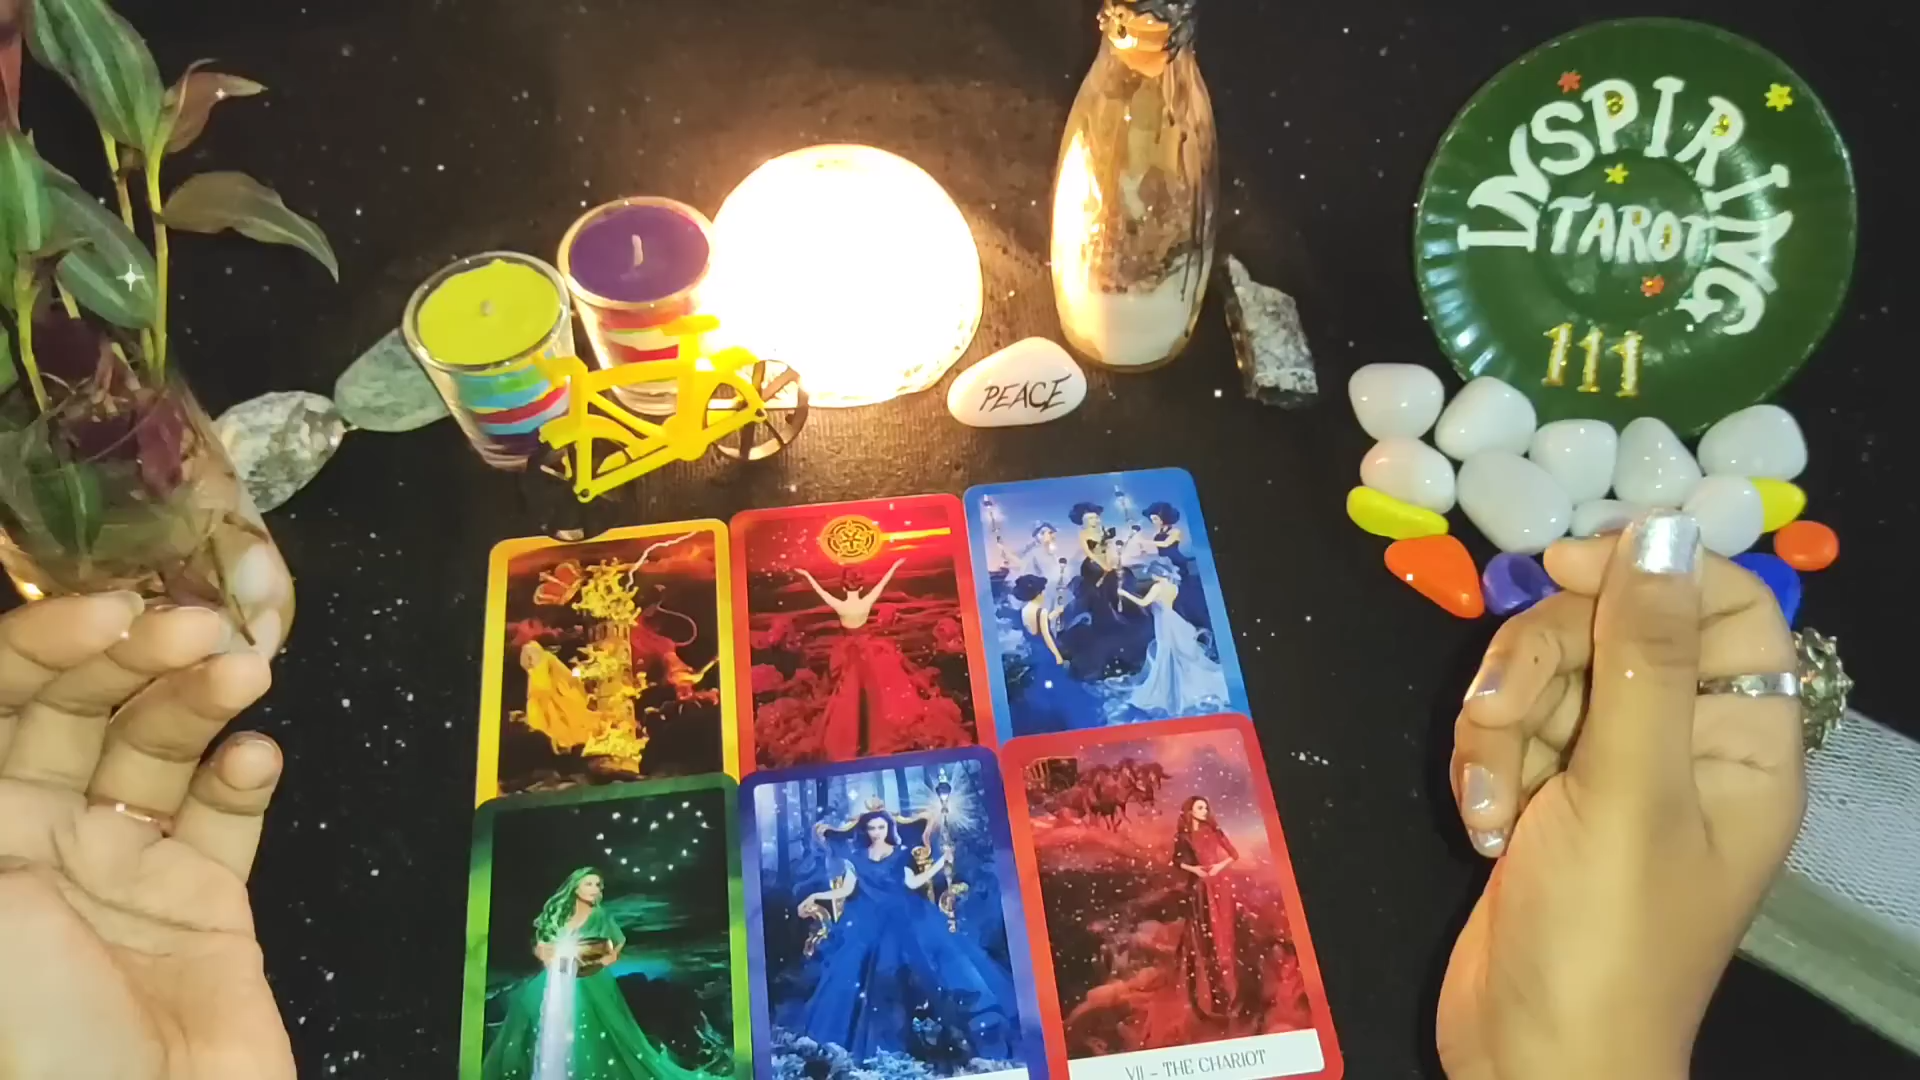 INSPIRING
TAROT
111
PEACE
VII – THE CHARIOT